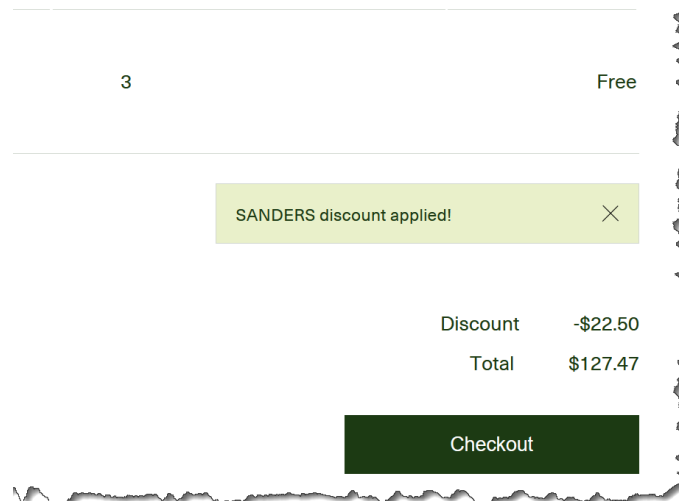 3 Free
SANDERS discount applied!
Discount -$22.50
Total $127.47
Checkout